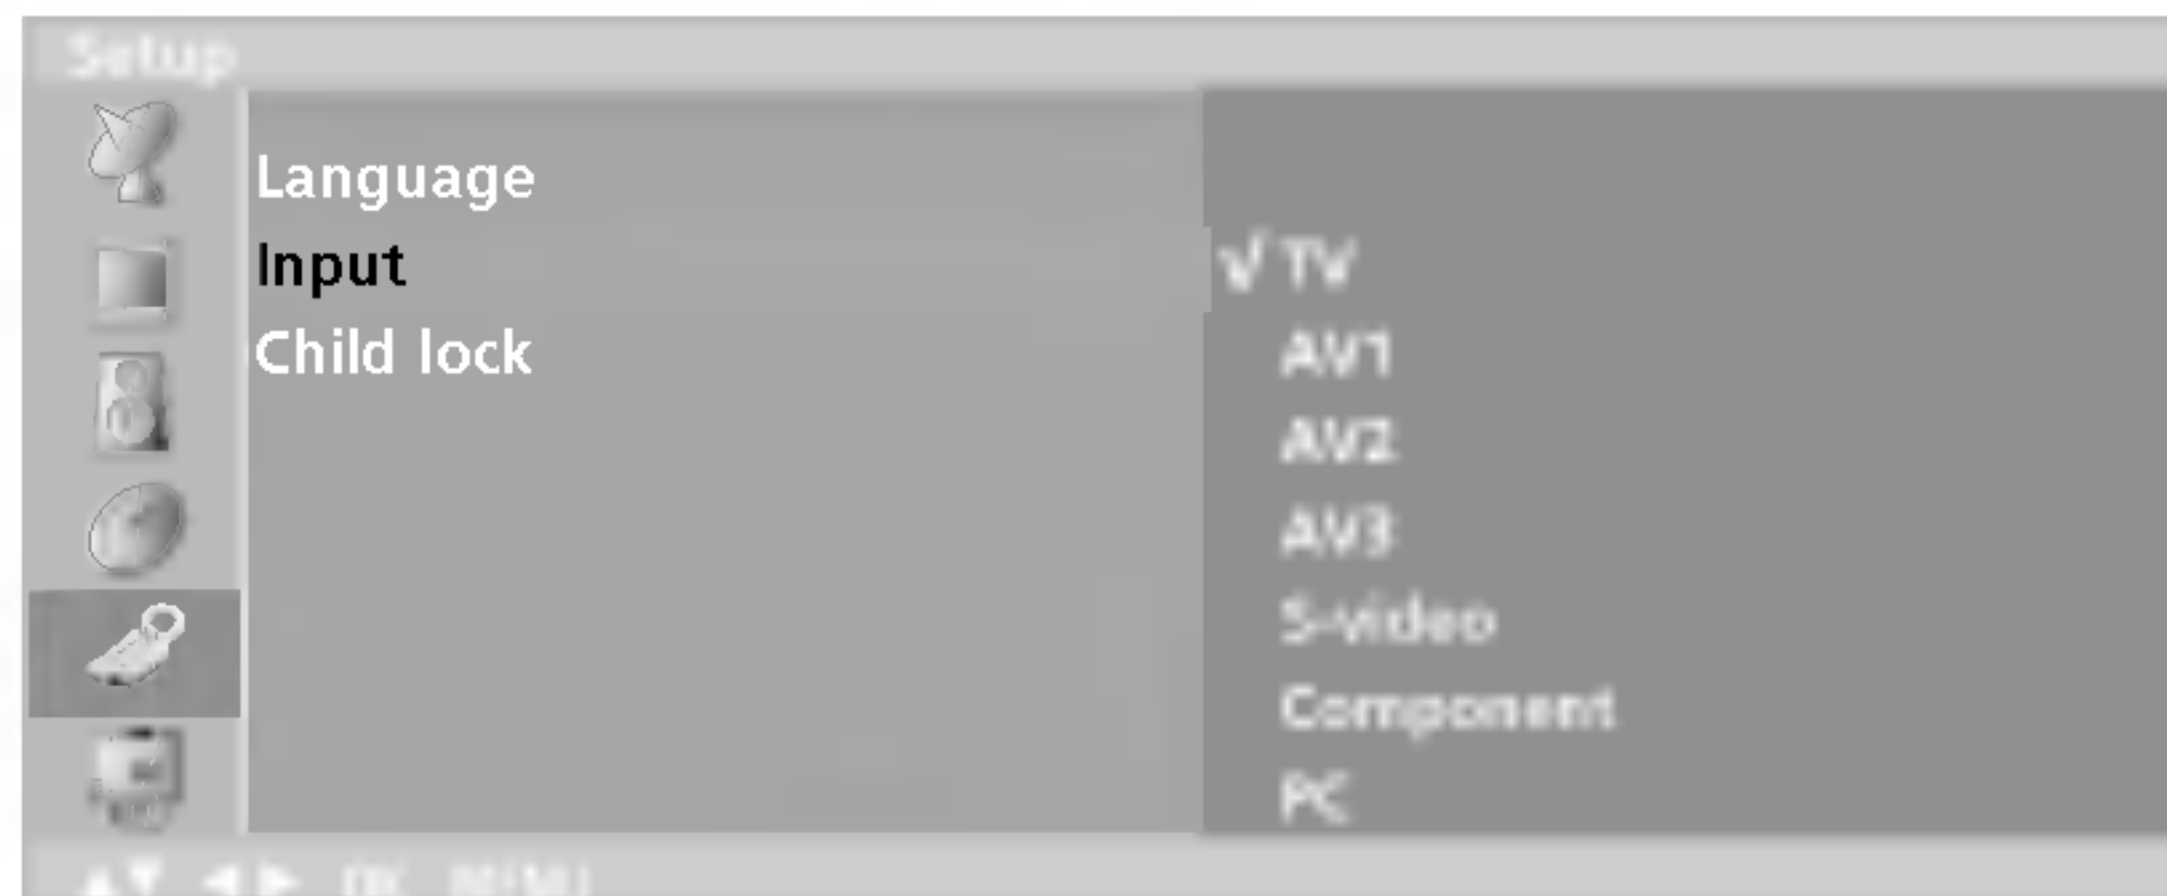 Setup
Language
Input
Child lock
√ TV
AV1
AV2
AV3
S-video
Component
PC
▲▼ ◀▶ OK MENU